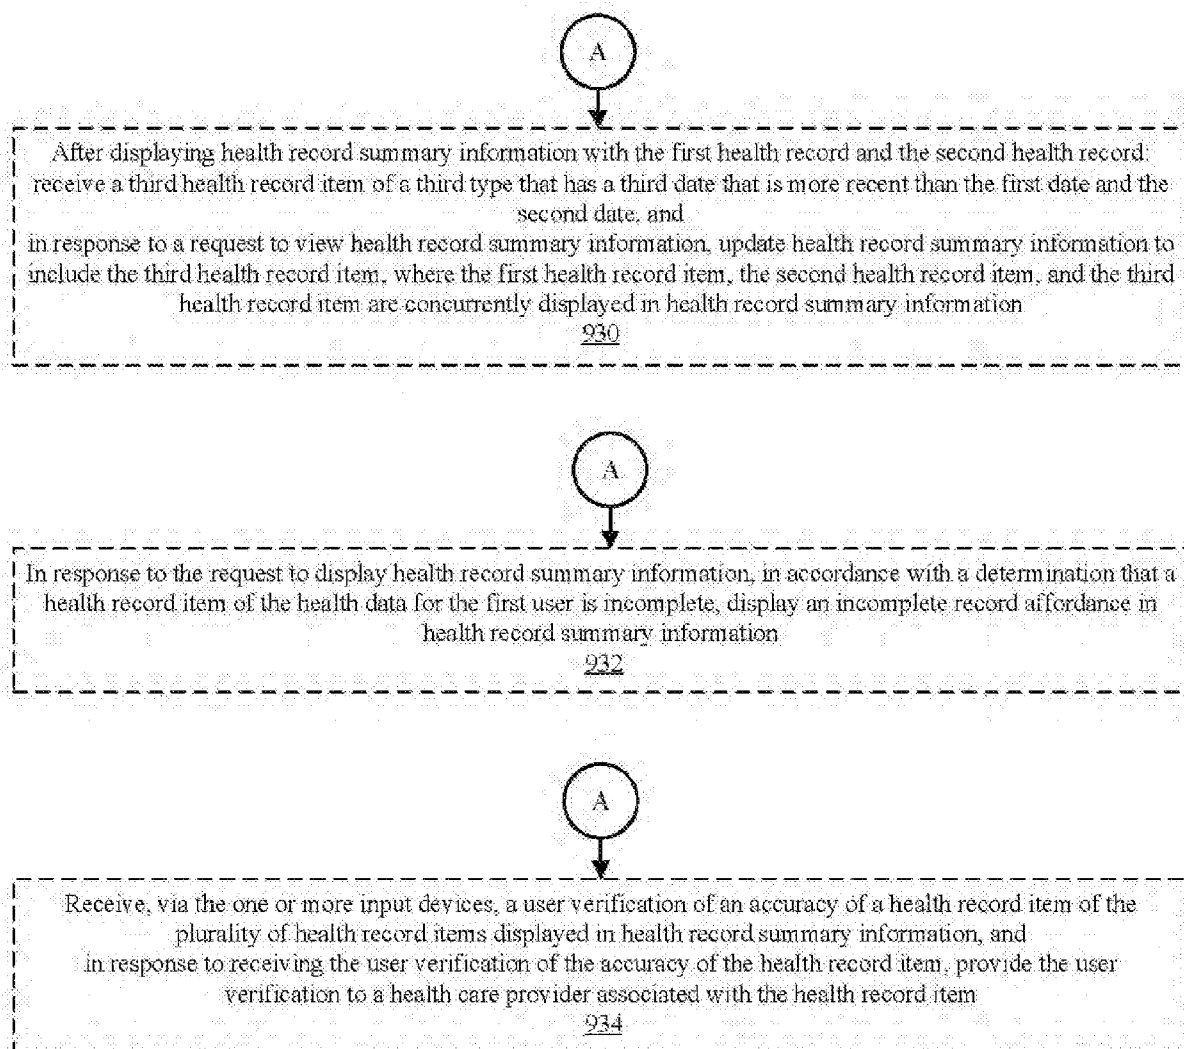 A
After displaying health record summary information with the first health record and the second health record:
receive a third health record item of a third type that has a third date that is more recent than the first date and the
second date, and
in response to a request to view health record summary information, update health record summary information to
include the third health record item, where the first health record item, the second health record item, and the third
health record item are concurrently displayed in health record summary information
930
A
In response to the request to display health record summary information, in accordance with a determination that a
health record item of the health data for the first user is incomplete, display an incomplete record affordance in
health record summary information
932
A
Receive, via the one or more input devices, a user verification of an accuracy of a health record item of the
plurality of health record items displayed in health record summary information, and
in response to receiving the user verification of the accuracy of the health record item, provide the user
verification to a health care provider associated with the health record item
934